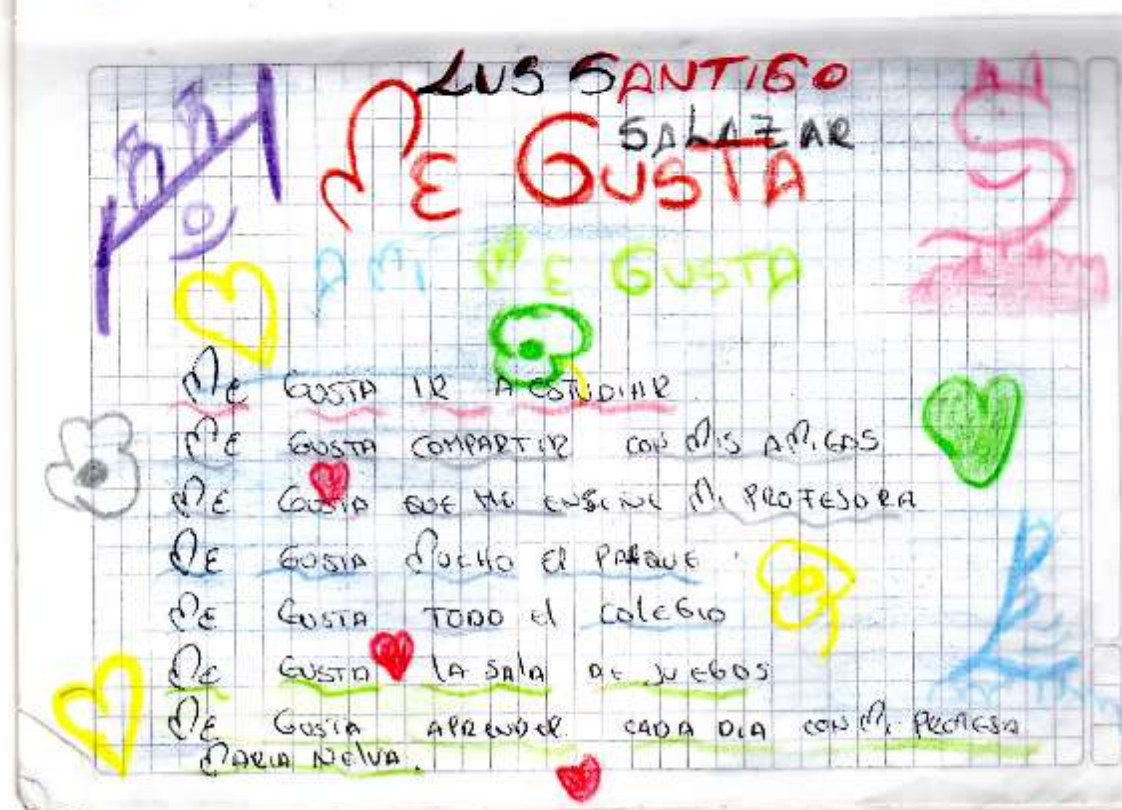 LUS SANTIGO
SALAZAR
ME GUSTA
A MI ME GUSTA
ME GUSTA IR A ESTUDIAR
ME GUSTA COMPARTIR CON MIS AMIGAS
ME GUSTA QUE ME ENSEINE MI PROFESORA
ME GUSTA MUCHO El PARQUE
ME GUSTA TODO el COLEGIO
ME GUSTA LA SALA DE JUEGOS
ME GUSTA APRENDER CADA DIA CON MI PROFESA
MARIA NELVA.